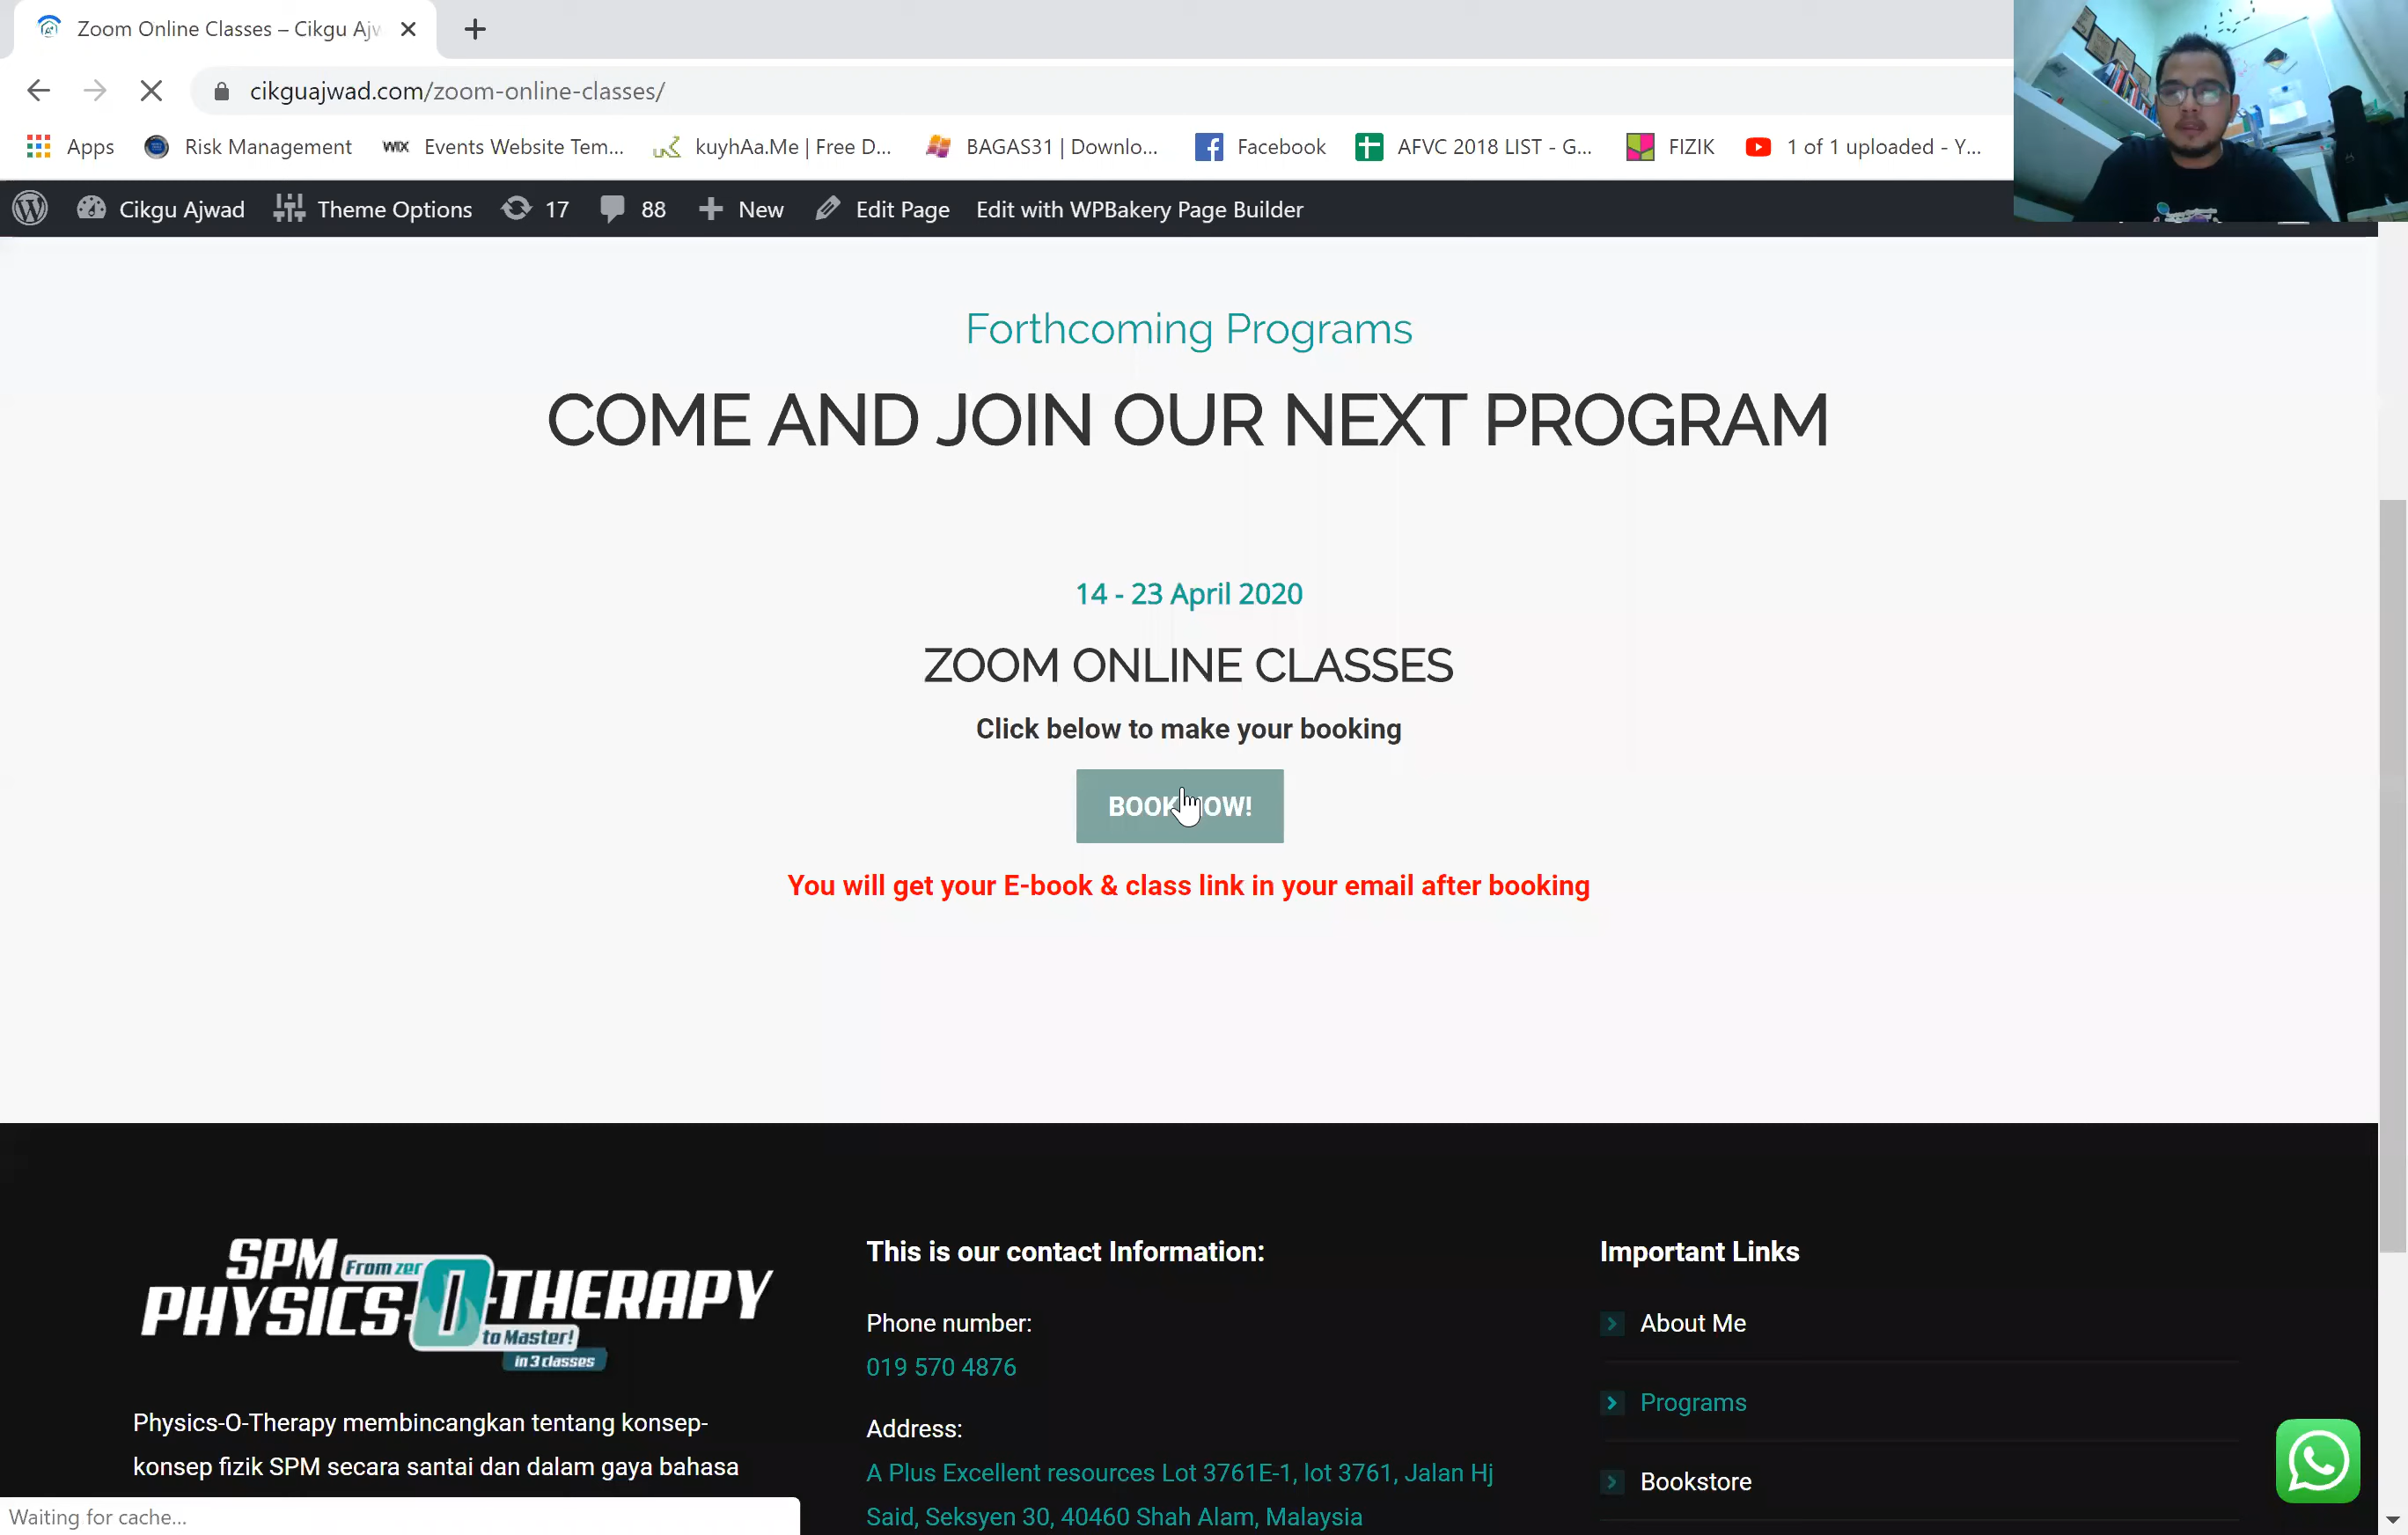 Zoom Online Classes – Cikgu Ajw
cikguajwad.com/zoom-online-classes/
Apps
Risk Management
WIX Events Website Tem...
kuyhAa.Me | Free D...
BAGAS31 | Downlo...
Facebook
AFVC 2018 LIST - G...
FIZIK
1 of 1 uploaded - Y...
Cikgu Ajwad
Theme Options
17
88
New
Edit Page
Edit with WPBakery Page Builder
Forthcoming Programs
COME AND JOIN OUR NEXT PROGRAM
14 - 23 April 2020
ZOOM ONLINE CLASSES
Click below to make your booking
BOOK NOW!
You will get your E-book & class link in your email after booking
SPM
From zer
PHYSICS-O-THERAPY
to Master!
in 3 classes
Physics-O-Therapy membincangkan tentang konsep-
konsep fizik SPM secara santai dan dalam gaya bahasa
This is our contact Information:
Phone number:
019 570 4876
Address:
A Plus Excellent resources Lot 3761E-1, lot 3761, Jalan Hj
Said, Seksyen 30, 40460 Shah Alam, Malaysia
Important Links
About Me
Programs
Bookstore
Waiting for cache...